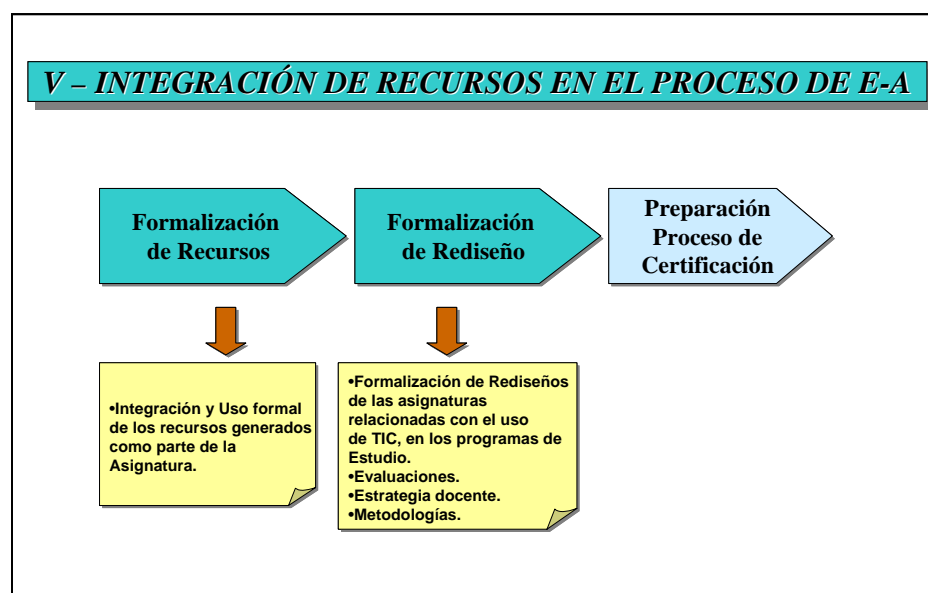 V – INTEGRACIÓN DE RECURSOS EN EL PROCESO DE E-A
Formalización
de Recursos
Formalización
de Rediseño
Preparación
Proceso de
Certificación
•Integración y Uso formal
de los recursos generados
como parte de la
Asignatura.
•Formalización de Rediseños
de las asignaturas
relacionadas con el uso
de TIC, en los programas de
Estudio.
•Evaluaciones.
•Estrategia docente.
•Metodologías.